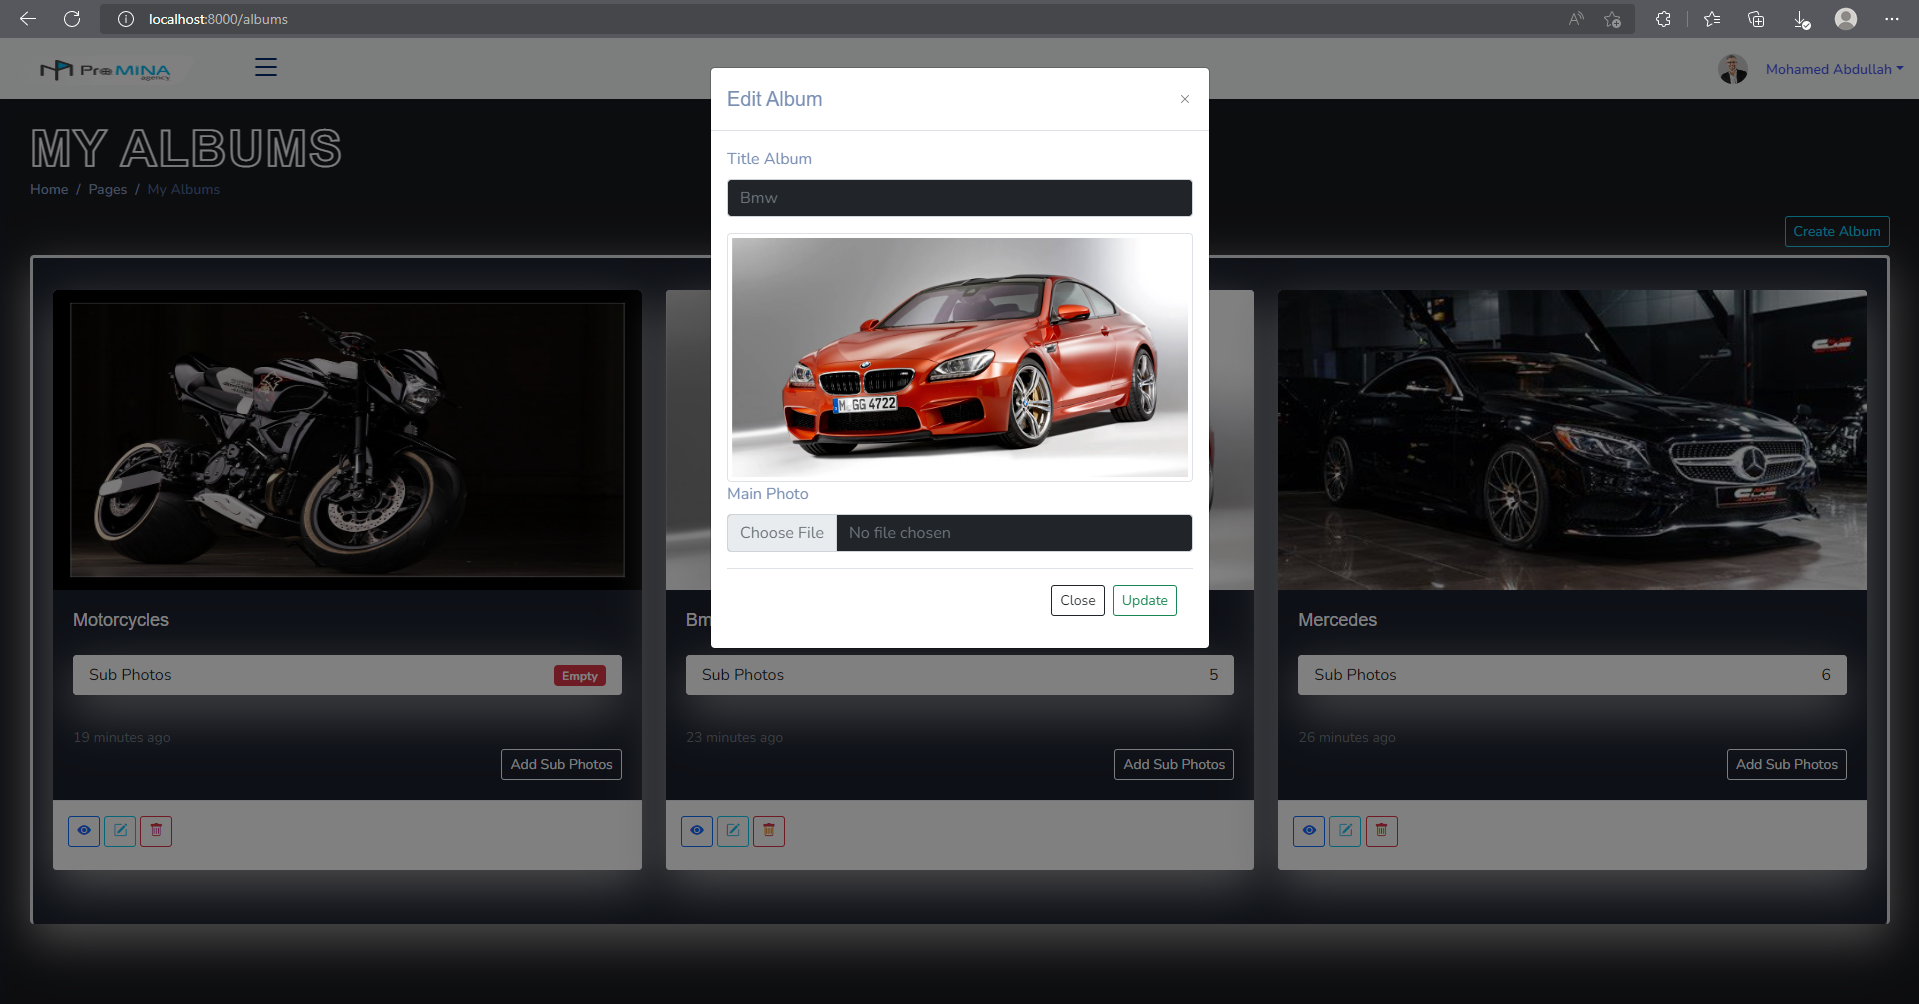 localhost:8000/albums
Pro MINA
agency
Mohamed Abdullah
MY ALBUMS
Home / Pages / My Albums
Create Album
Edit Album
×
Title Album
Bmw
M GG 4722
Main Photo
Choose File No file chosen
Close Update
Motorcycles
Sub Photos Empty
19 minutes ago
Add Sub Photos
Bm
Sub Photos 5
23 minutes ago
Add Sub Photos
Mercedes
Sub Photos 6
26 minutes ago
Add Sub Photos